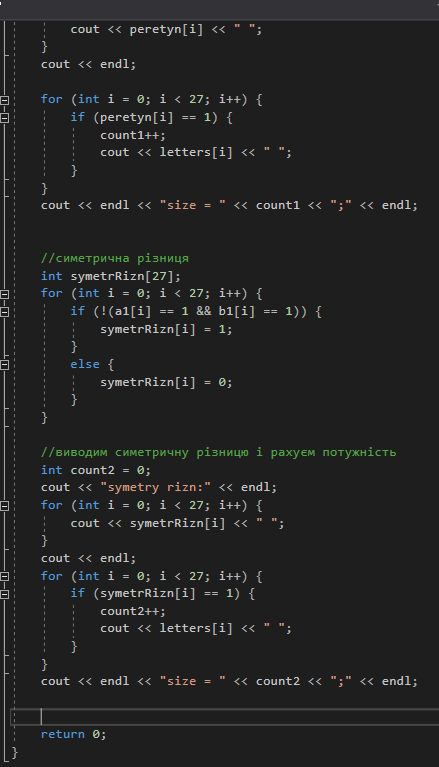 cout << peretyn[i] << " ";
}
cout << endl;
for (int i = 0; i < 27; i++) {
if (peretyn[i] == 1) {
count1++;
cout << letters[i] << " ";
}
}
cout << endl << "size = " << count1 << ";" << endl;
//симетрична різниця
int symetrRizn[27];
for (int i = 0; i < 27; i++) {
if (!(a1[i] == 1 && b1[i] == 1)) {
symetrRizn[i] = 1;
}
else {
symetrRizn[i] = 0;
}
}
//виводим симетричну різницю і рахуєм потужність
int count2 = 0;
cout << "symetry rizn:" << endl;
for (int i = 0; i < 27; i++) {
cout << symetrRizn[i] << " ";
}
cout << endl;
for (int i = 0; i < 27; i++) {
if (symetrRizn[i] == 1) {
count2++;
cout << letters[i] << " ";
}
}
cout << endl << "size = " << count2 << ";" << endl;
return 0;
}